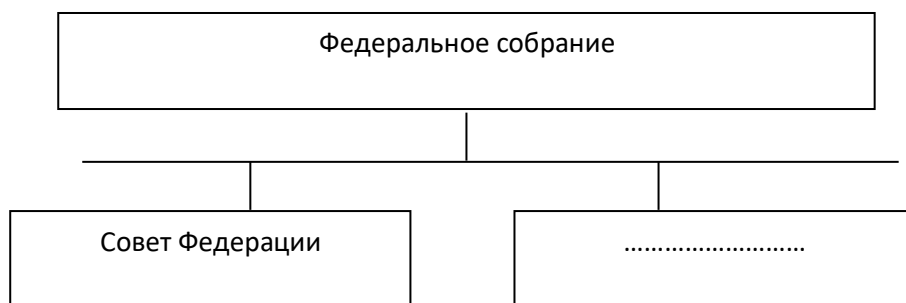 Федеральное собрание
Совет Федерации
...........................